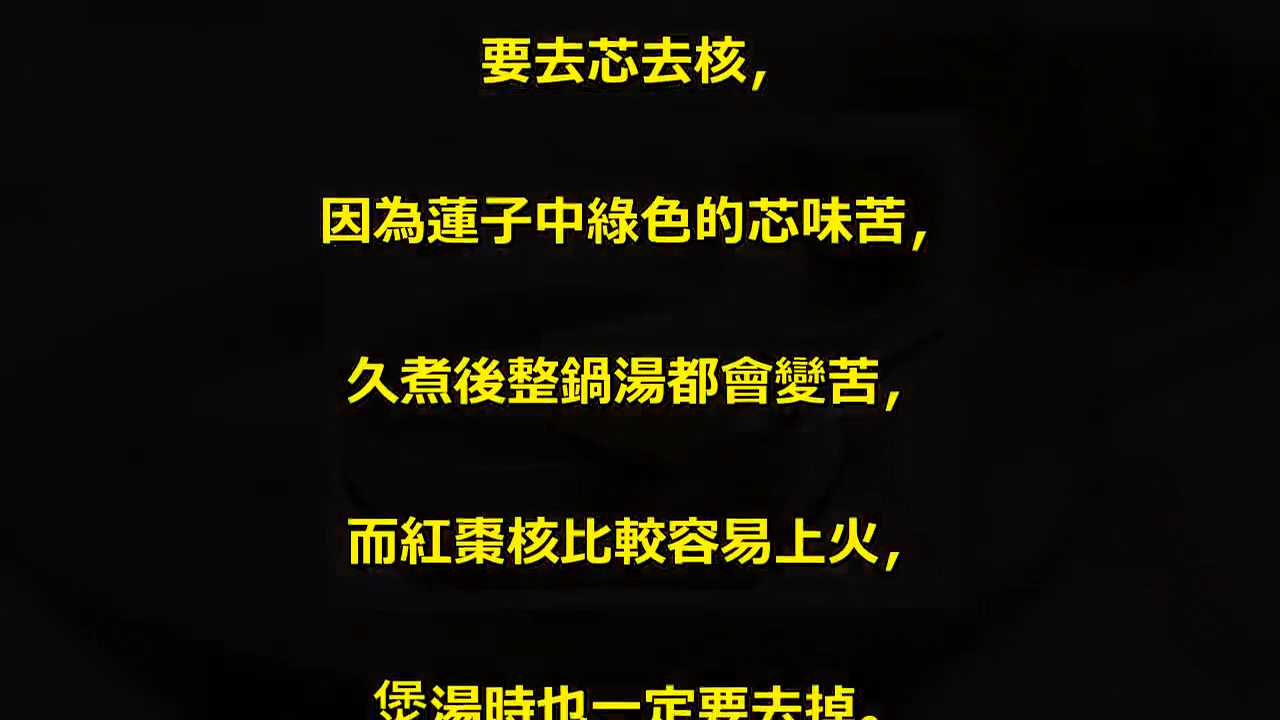 要去芯去核，
因為蓮子中綠色的芯味苦，
久煮後整鍋湯都會變苦，
而紅棗核比較容易上火，
煲湯時也一定要去掉。